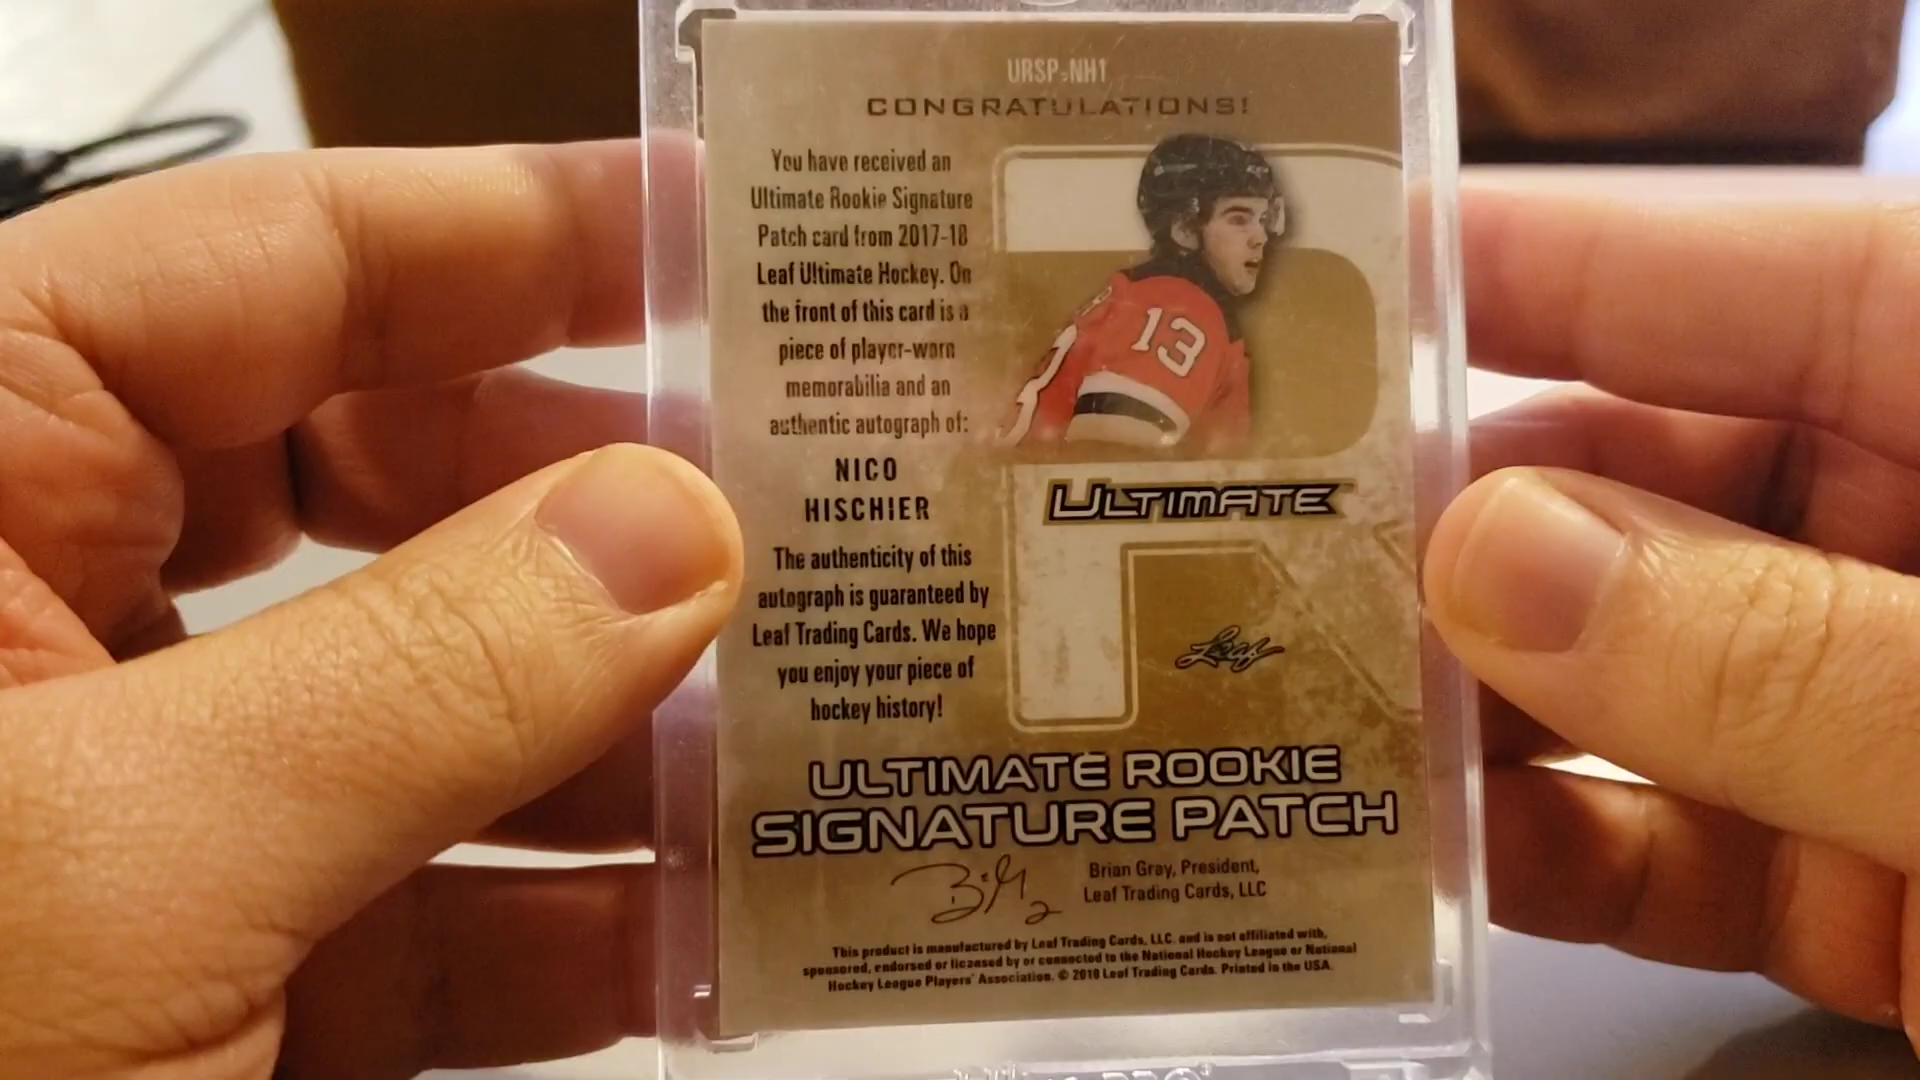 URSP-NH1
CONGRATULATIONS!
You have received an
Ultimate Rookie Signature
Patch card from 2017-18
Leaf Ultimate Hockey. On
the front of this card is a
piece of player-worn
memorabilia and an
authentic autograph of:
NICO
HISCHIER
The authenticity of this
autograph is guaranteed by
Leaf Trading Cards. We hope
you enjoy your piece of
hockey history!
13
ULTIMATE
Leaf
ULTIMATE ROOKIE
SIGNATURE PATCH
Brian Gray, President,
Leaf Trading Cards, LLC
This product is manufactured by Leaf Trading Cards, LLC. and is not affiliated with,
sponsored, endorsed or licensed by or connected to the National Hockey League or National
Hockey League Players' Association. © 2018 Leaf Trading Cards. Printed in the USA.